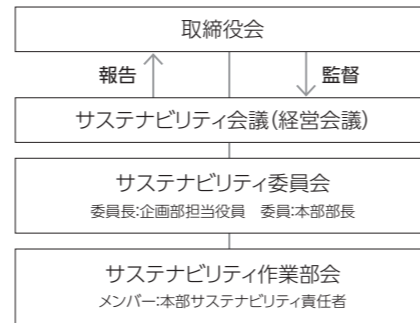 取締役会
報告
監督
サステナビリティ会議(経営会議)
サステナビリティ委員会
委員長:企画部担当役員　委員:本部部長
サステナビリティ作業部会
メンバー:本部サステナビリティ責任者